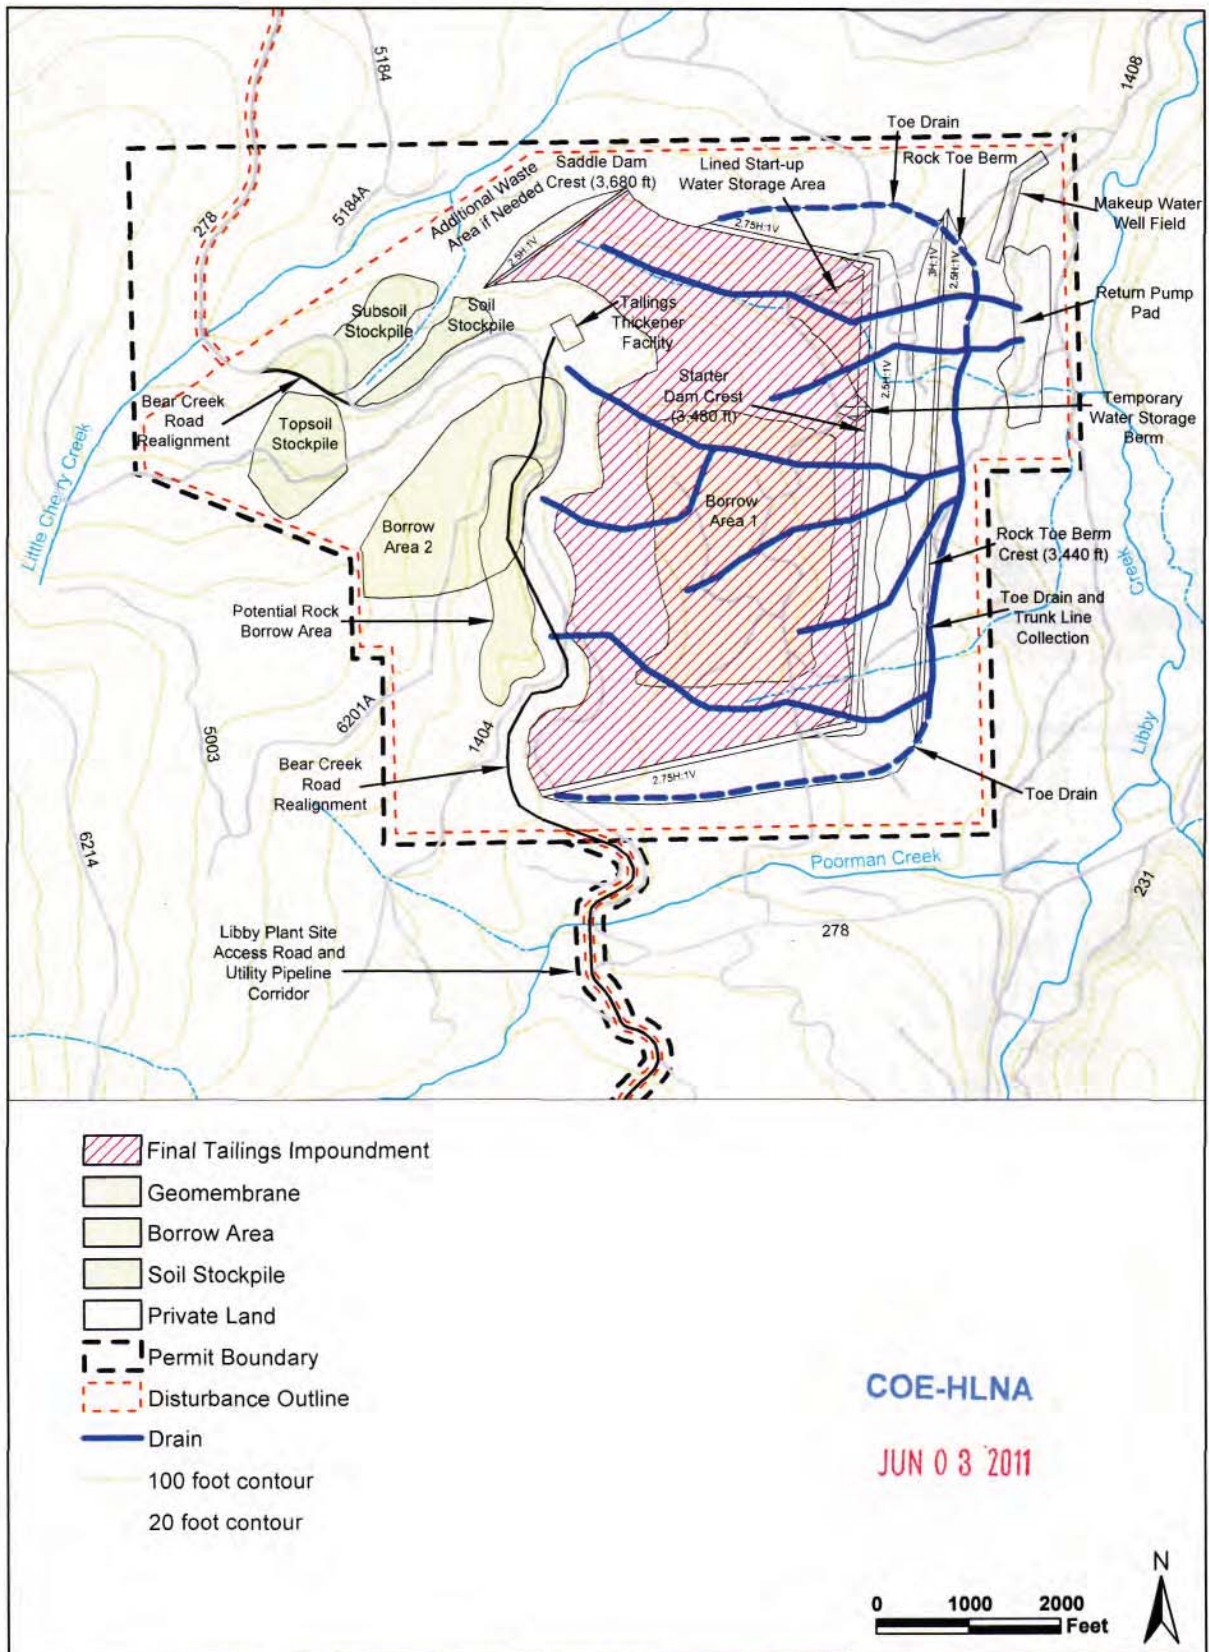 5184
1408
Toe Drain
Saddle Dam
Crest (3,680 ft)
Lined Start-up
Water Storage Area
Rock Toe Berm
Additional Waste
Area if Needed
5184A
278
Makeup Water
Well Field
2.75H:1V
2.5H:1V
3H:1V
2.5H:1V
Subsoil
Stockpile
Soil
Stockpile
Tailings
Thickener
Facility
Return Pump
Pad
Starter
Dam Crest
(3,480 ft)
2.5H:1V
Bear Creek
Road
Realignment
Topsoil
Stockpile
Temporary
Water Storage
Berm
Little Cherry Creek
Borrow
Area 2
Borrow
Area 1
Rock Toe Berm
Crest (3,440 ft)
Creek
Potential Rock
Borrow Area
Toe Drain and
Trunk Line
Collection
6201A
5003
1404
Libby
Bear Creek
Road
Realignment
2.75H:1V
Toe Drain
6214
Poorman Creek
231
278
Libby Plant Site
Access Road and
Utility Pipeline
Corridor
Final Tailings Impoundment
Geomembrane
Borrow Area
Soil Stockpile
Private Land
Permit Boundary
Disturbance Outline
Drain
100 foot contour
20 foot contour
COE-HLNA
JUN 03 2011
N
0 1000 2000
Feet